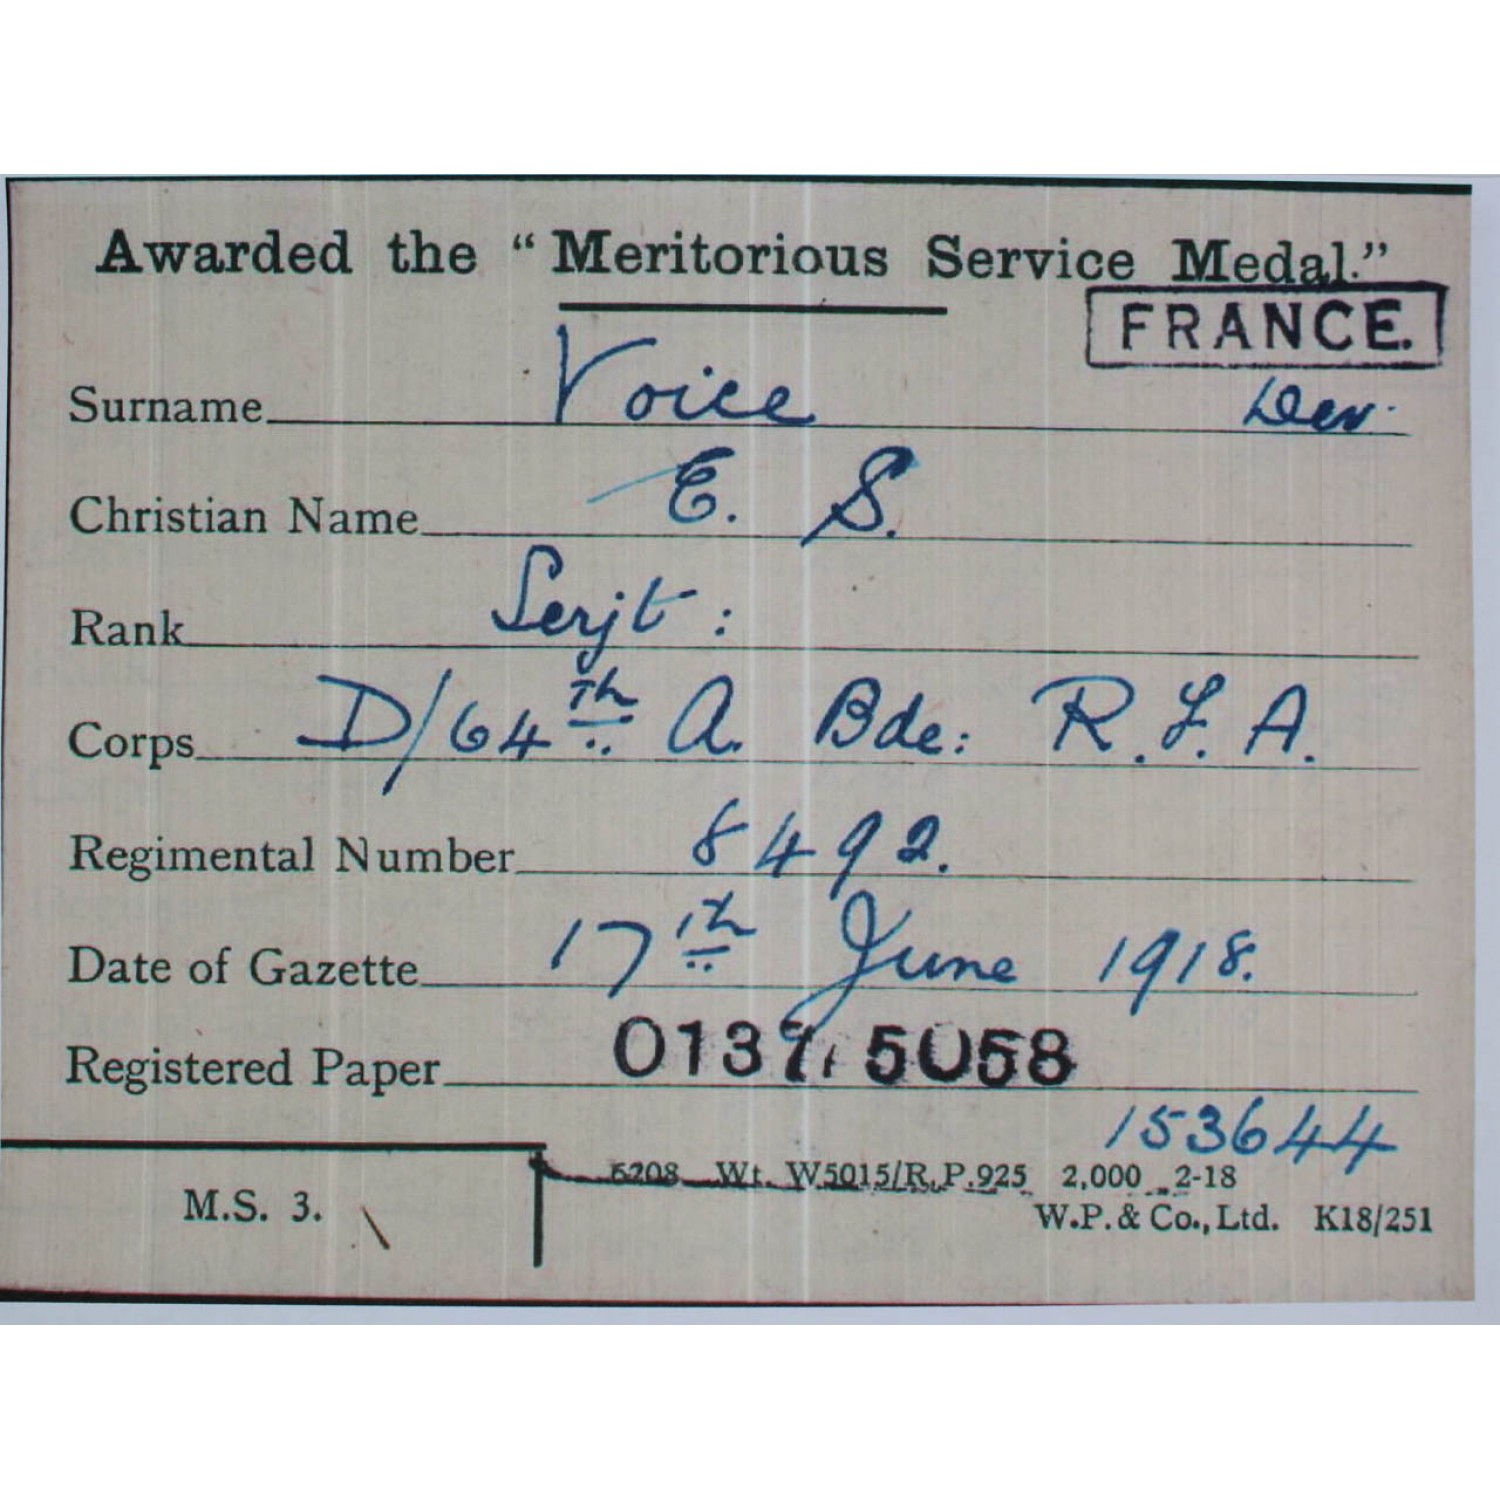 Awarded the "Meritorious Service Medal."
FRANCE.
Surname Voice
Christian Name E. S.
Rank Serjt:
Corps D/64th A. Bde: R.F.A.
Regimental Number 8492.
Date of Gazette 17th June 1918.
Registered Paper 0137/5058
153644
6208 Wt. W5015/R.P.925 2,000 2-18
M.S. 3.
W.P. & Co., Ltd. K18/251